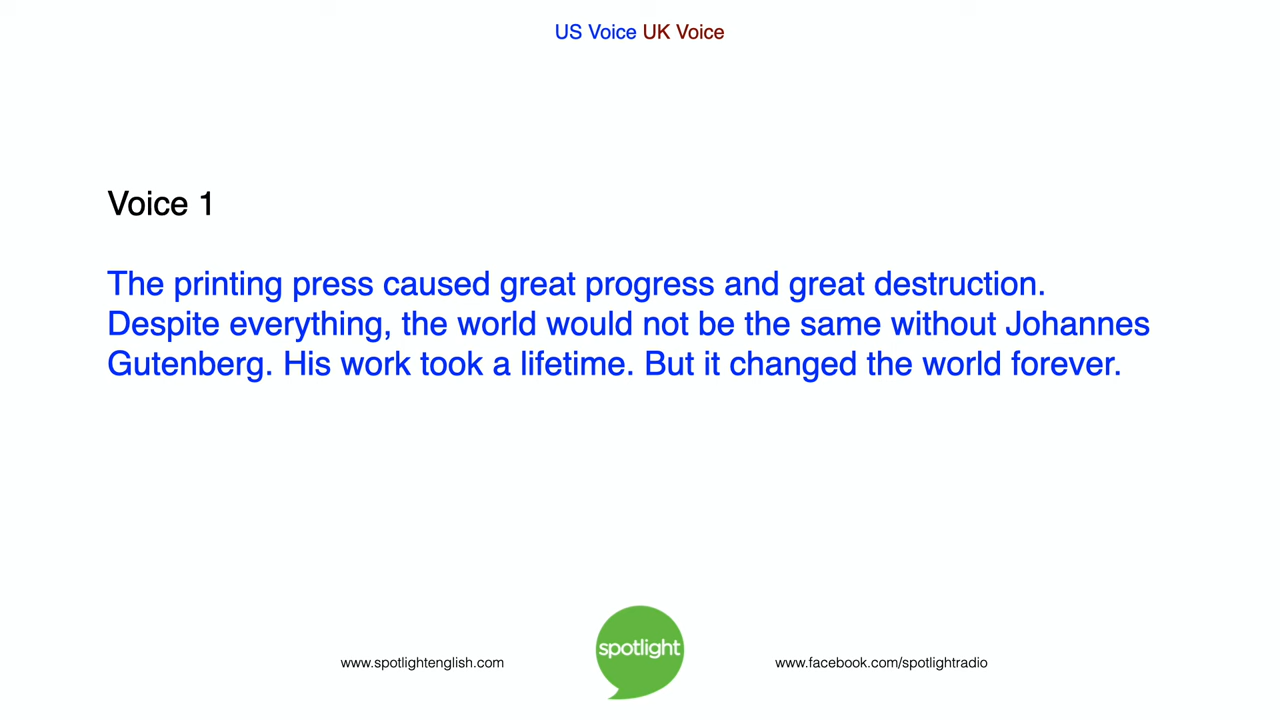 US Voice UK Voice
Voice 1
The printing press caused great progress and great destruction.
Despite everything, the world would not be the same without Johannes
Gutenberg. His work took a lifetime. But it changed the world forever.
spotlight
www.spotlightenglish.com
www.facebook.com/spotlightradio